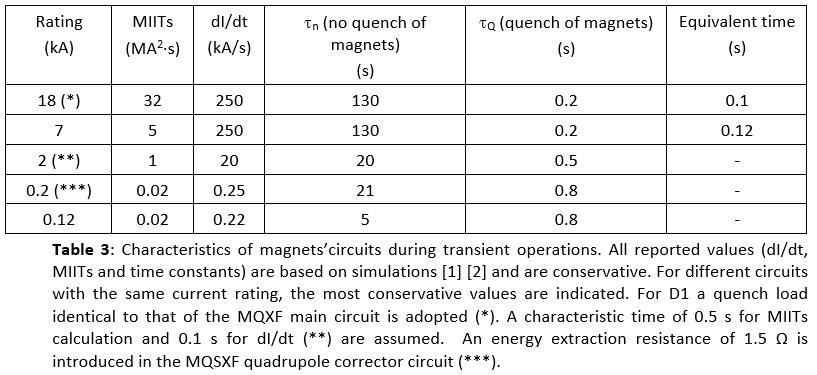 Rating (kA) | MIITs (MA²·s) | dI/dt (kA/s) | τn (no quench of magnets) (s) | τQ (quench of magnets) (s) | Equivalent time (s)
18 (*) | 32 | 250 | 130 | 0.2 | 0.1
7 | 5 | 250 | 130 | 0.2 | 0.12
2 (**) | 1 | 20 | 20 | 0.5 | -
0.2 (***) | 0.02 | 0.25 | 21 | 0.8 | -
0.12 | 0.02 | 0.22 | 5 | 0.8 | -
Table 3: Characteristics of magnets'circuits during transient operations. All reported values (dI/dt,
MIITs and time constants) are based on simulations [1] [2] and are conservative. For different circuits
with the same current rating, the most conservative values are indicated. For D1 a quench load
identical to that of the MQXF main circuit is adopted (*). A characteristic time of 0.5 s for MIITs
calculation and 0.1 s for dI/dt (**) are assumed. An energy extraction resistance of 1.5 Ω is
introduced in the MQSXF quadrupole corrector circuit (***).